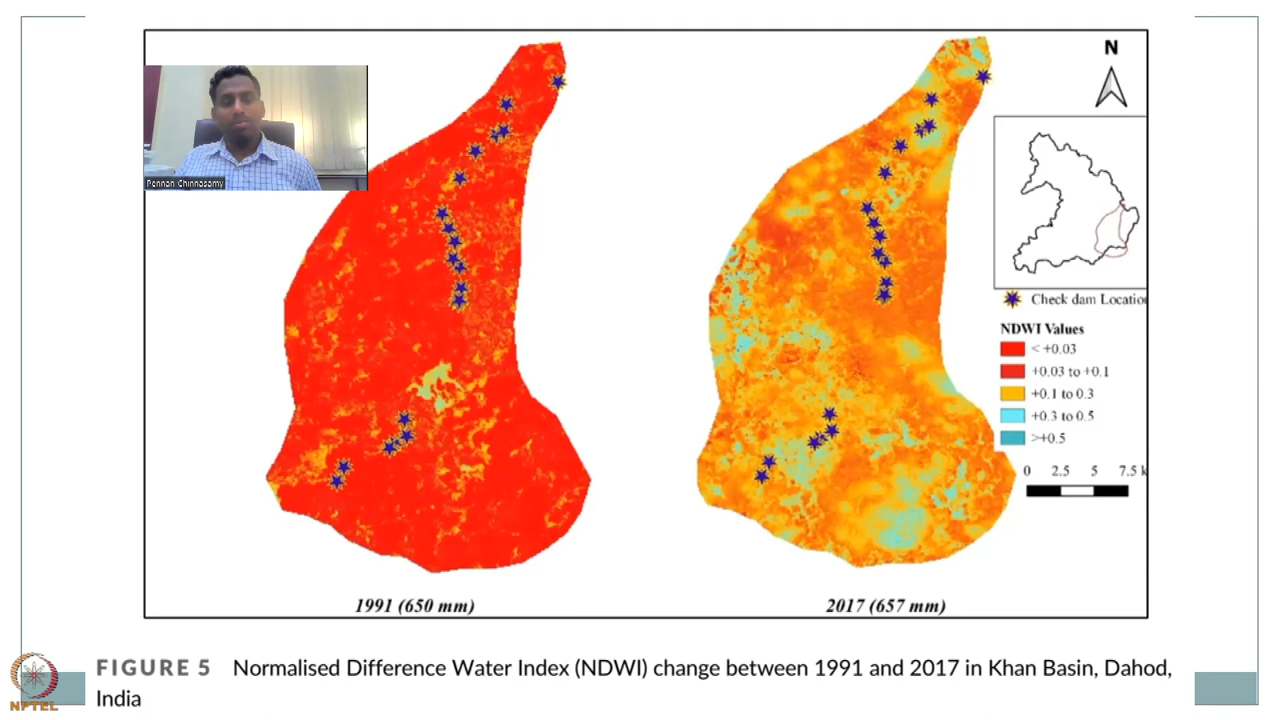 N
Pennan Chinnasamy
Check dam Location
NDWI Values
< +0.03
+0.03 to +0.1
+0.1 to 0.3
+0.3 to 0.5
>+0.5
0 2.5 5 7.5 k
1991 (650 mm)
2017 (657 mm)
FIGURE 5 Normalised Difference Water Index (NDWI) change between 1991 and 2017 in Khan Basin, Dahod,
India
NPTEL